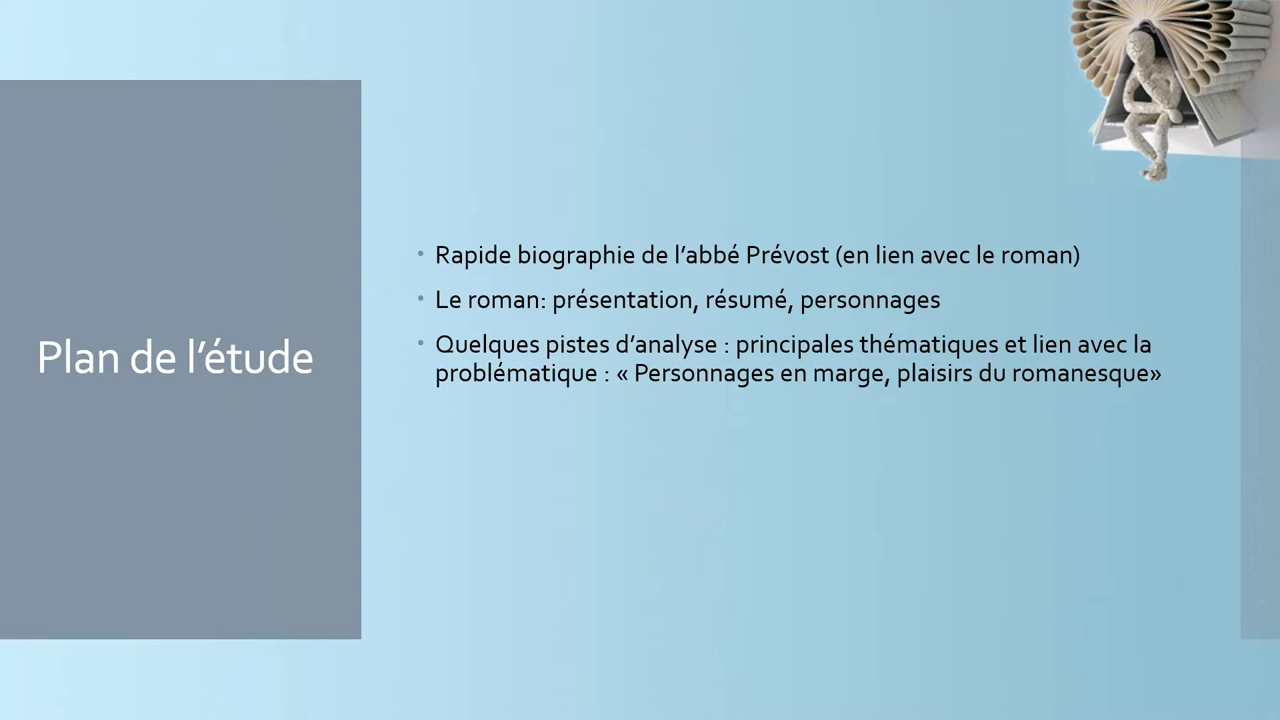 Plan de l’étude
• Rapide biographie de l’abbé Prévost (en lien avec le roman)
• Le roman: présentation, résumé, personnages
• Quelques pistes d’analyse : principales thématiques et lien avec la
problématique : « Personnages en marge, plaisirs du romanesque»